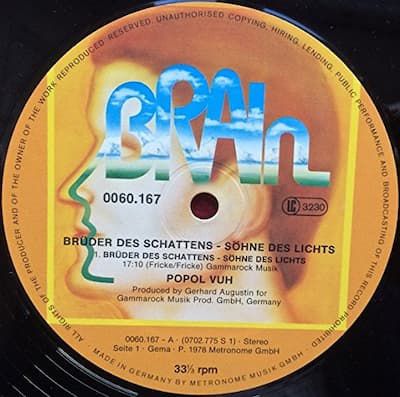 ALL RIGHTS OF THE PRODUCER AND OF THE OWNER OF THE WORK REPRODUCED RESERVED. UNAUTHORISED COPYING, HIRING, LENDING, PUBLIC PERFORMANCE AND BROADCASTING OF THIS RECORD PROHIBITED
BRAIN
0060.167
LC 3230
BRÜDER DES SCHATTENS - SÖHNE DES LICHTS
1. BRÜDER DES SCHATTENS - SÖHNE DES LICHTS
17:10 (Fricke/Fricke) Gammarock Musik
POPOL VUH
Produced by Gerhard Augustin for
Gammarock Musik Prod. GmbH, Germany
0060.167 - A (0702.775 S 1) · Stereo
Seite 1 · Gema · P. 1978 Metronome GmbH
33⅓ rpm
MADE IN GERMANY BY METRONOME MUSIK GMBH